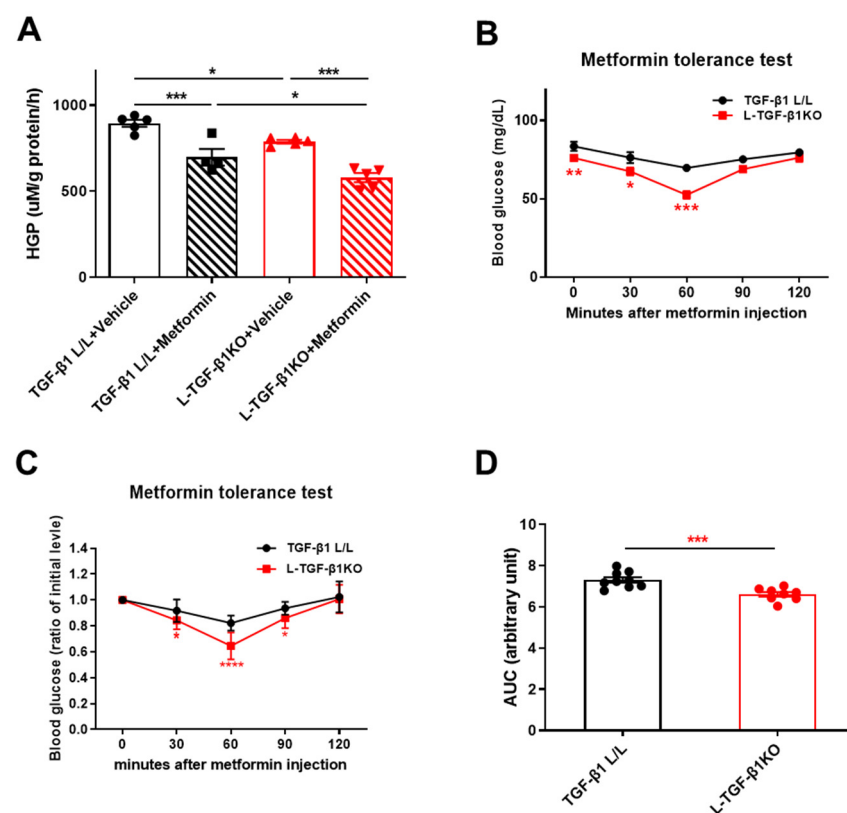 A
HGP (uM/g protein/h)
1000
500
0
*
***
***
*
TGF-β1 L/L+Vehicle
TGF-β1 L/L+Metformin
L-TGF-β1KO+Vehicle
L-TGF-β1KO+Metformin
B
Metformin tolerance test
TGF-β1 L/L
L-TGF-β1KO
Blood glucose (mg/dL)
100
50
0
**
*
***
0 30 60 90 120
Minutes after metformin injection
C
Metformin tolerance test
TGF-β1 L/L
L-TGF-β1KO
Blood glucose (ratio of initial levle)
1.4
1.2
1.0
0.8
0.6
0.4
0.2
0.0
*
****
*
0 30 60 90 120
minutes after metformin injection
D
AUC (arbitrary unit)
10
8
6
4
2
0
***
TGF-β1 L/L
L-TGF-β1KO